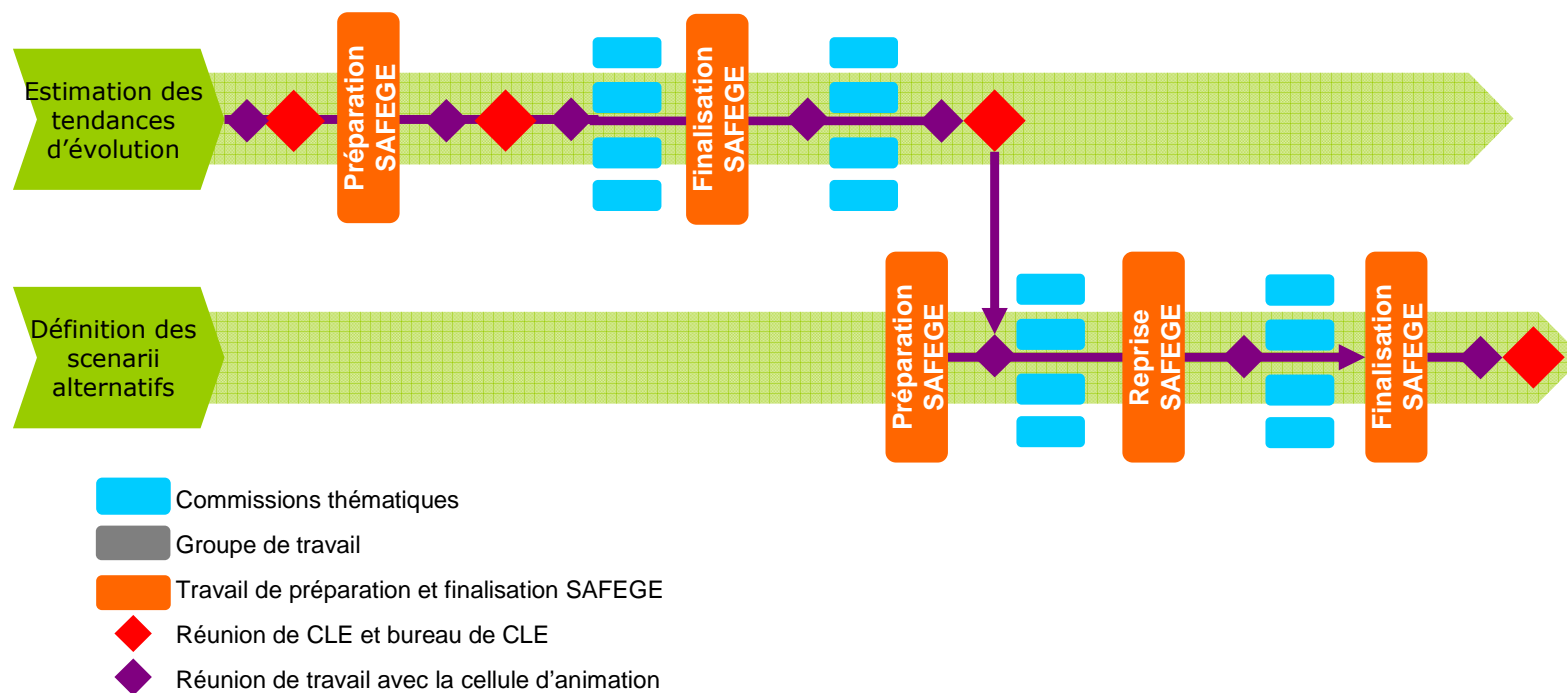 Estimation des
tendances
d’évolution
Préparation
SAFEGE
Finalisation
SAFEGE
Définition des
scenarii
alternatifs
Préparation
SAFEGE
Reprise
SAFEGE
Finalisation
SAFEGE
Commissions thématiques
Groupe de travail
Travail de préparation et finalisation SAFEGE
Réunion de CLE et bureau de CLE
Réunion de travail avec la cellule d’animation